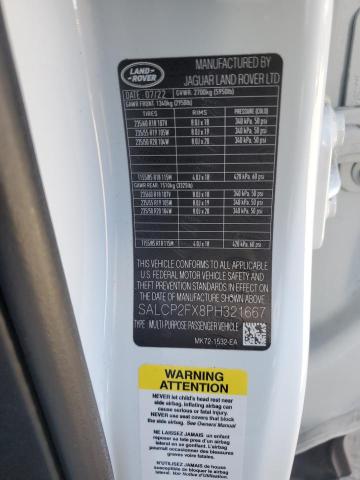 LAND-
ROVER
MANUFACTURED BY
JAGUAR LAND ROVER LTD
DATE: 07/22 GVWR: 2700kg (5950lb)
GAWR FRONT 1340kg (2950lb)
TIRES RIMS PRESSURE (COLD)
235/60 R18 107V 8.0J x 18 340 kPa, 50 psi
235/55 R19 105W 8.0J x 19 340 kPa, 50 psi
235/50 R20 104W 8.0J x 20 340 kPa, 50 psi
T155/85 R18 115M 4.0J x 18 420 kPa, 60 psi
GAWR REAR: 1510kg (3325lb)
235/60 R18 107V 8.0J x 18 340 kPa, 50 psi
235/55 R19 105W 8.0J x 19 340 kPa, 50 psi
235/50 R20 104W 8.0J x 20 340 kPa, 50 psi
T155/85 R18 115M 4.0J x 18 420 kPa, 60 psi
THIS VEHICLE CONFORMS TO ALL APPLICABLE
U.S. FEDERAL MOTOR VEHICLE SAFETY STANDARDS
IN EFFECT ON THE DATE OF MANUFACTURE SHOWN ABOVE.
SALCP2FX8PH321667
TYPE: MULTI PURPOSE PASSENGER VEHICLE
MK72-1532-EA
WARNING/
AVERTISSEMENT
NEVER let child's head rest near
side airbag, inflating airbag can
cause serious or fatal injury.
NEVER use seat covers that block
the side airbag. See Owners Manual
NE LAISSEZ JAMAIS un enfant